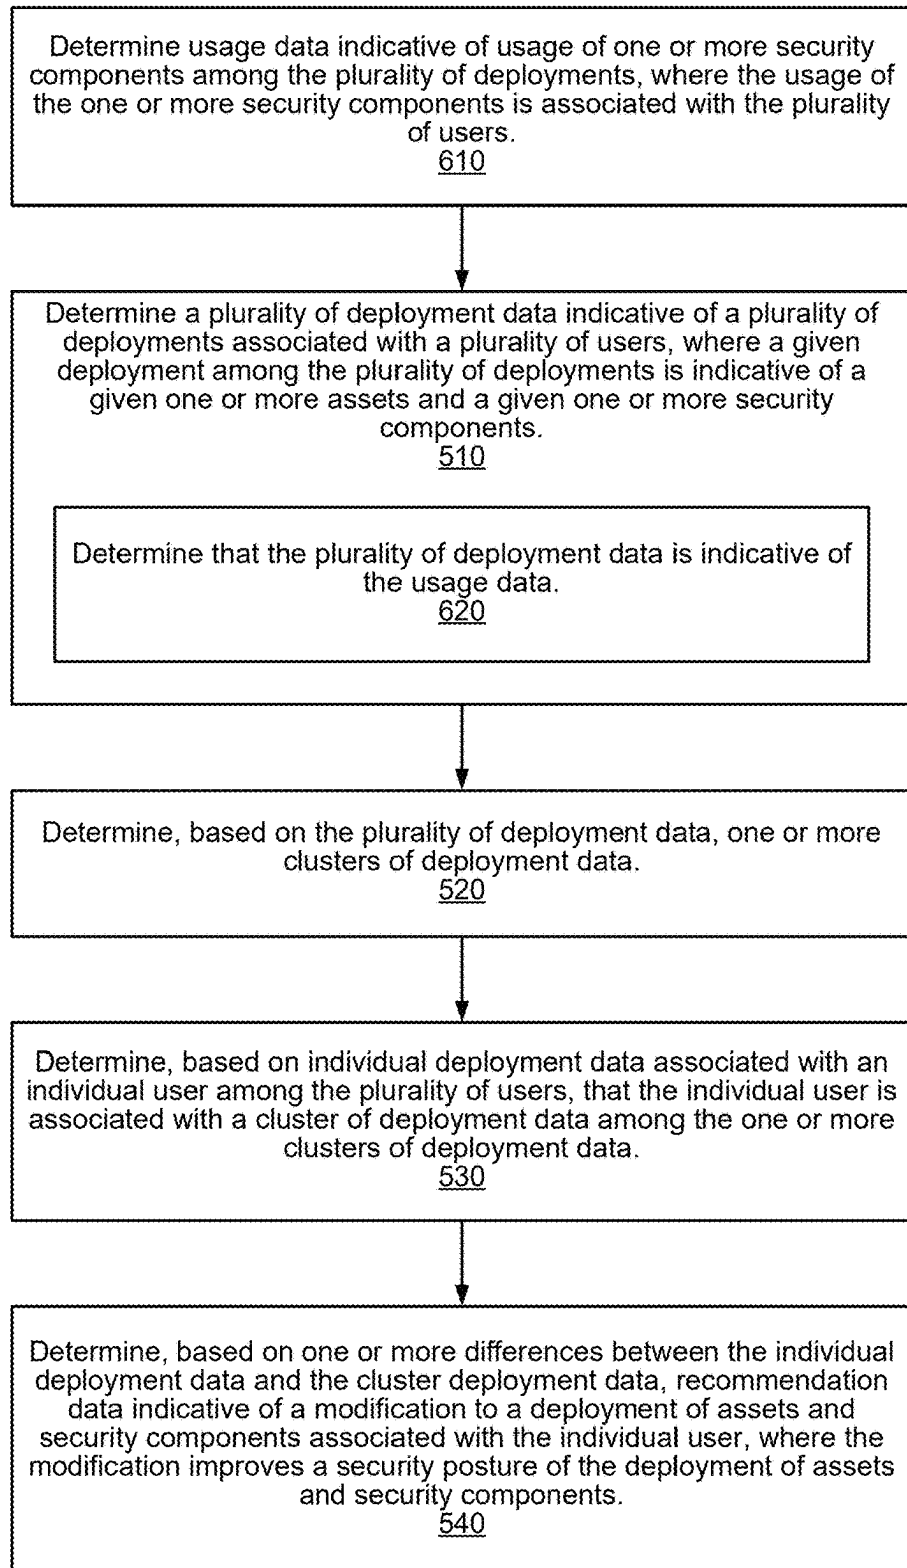 Determine usage data indicative of usage of one or more security
components among the plurality of deployments, where the usage of
the one or more security components is associated with the plurality
of users.
610
Determine a plurality of deployment data indicative of a plurality of
deployments associated with a plurality of users, where a given
deployment among the plurality of deployments is indicative of a
given one or more assets and a given one or more security
components.
510
Determine that the plurality of deployment data is indicative of
the usage data.
620
Determine, based on the plurality of deployment data, one or more
clusters of deployment data.
520
Determine, based on individual deployment data associated with an
individual user among the plurality of users, that the individual user is
associated with a cluster of deployment data among the one or more
clusters of deployment data.
530
Determine, based on one or more differences between the individual
deployment data and the cluster deployment data, recommendation
data indicative of a modification to a deployment of assets and
security components associated with the individual user, where the
modification improves a security posture of the deployment of assets
and security components.
540